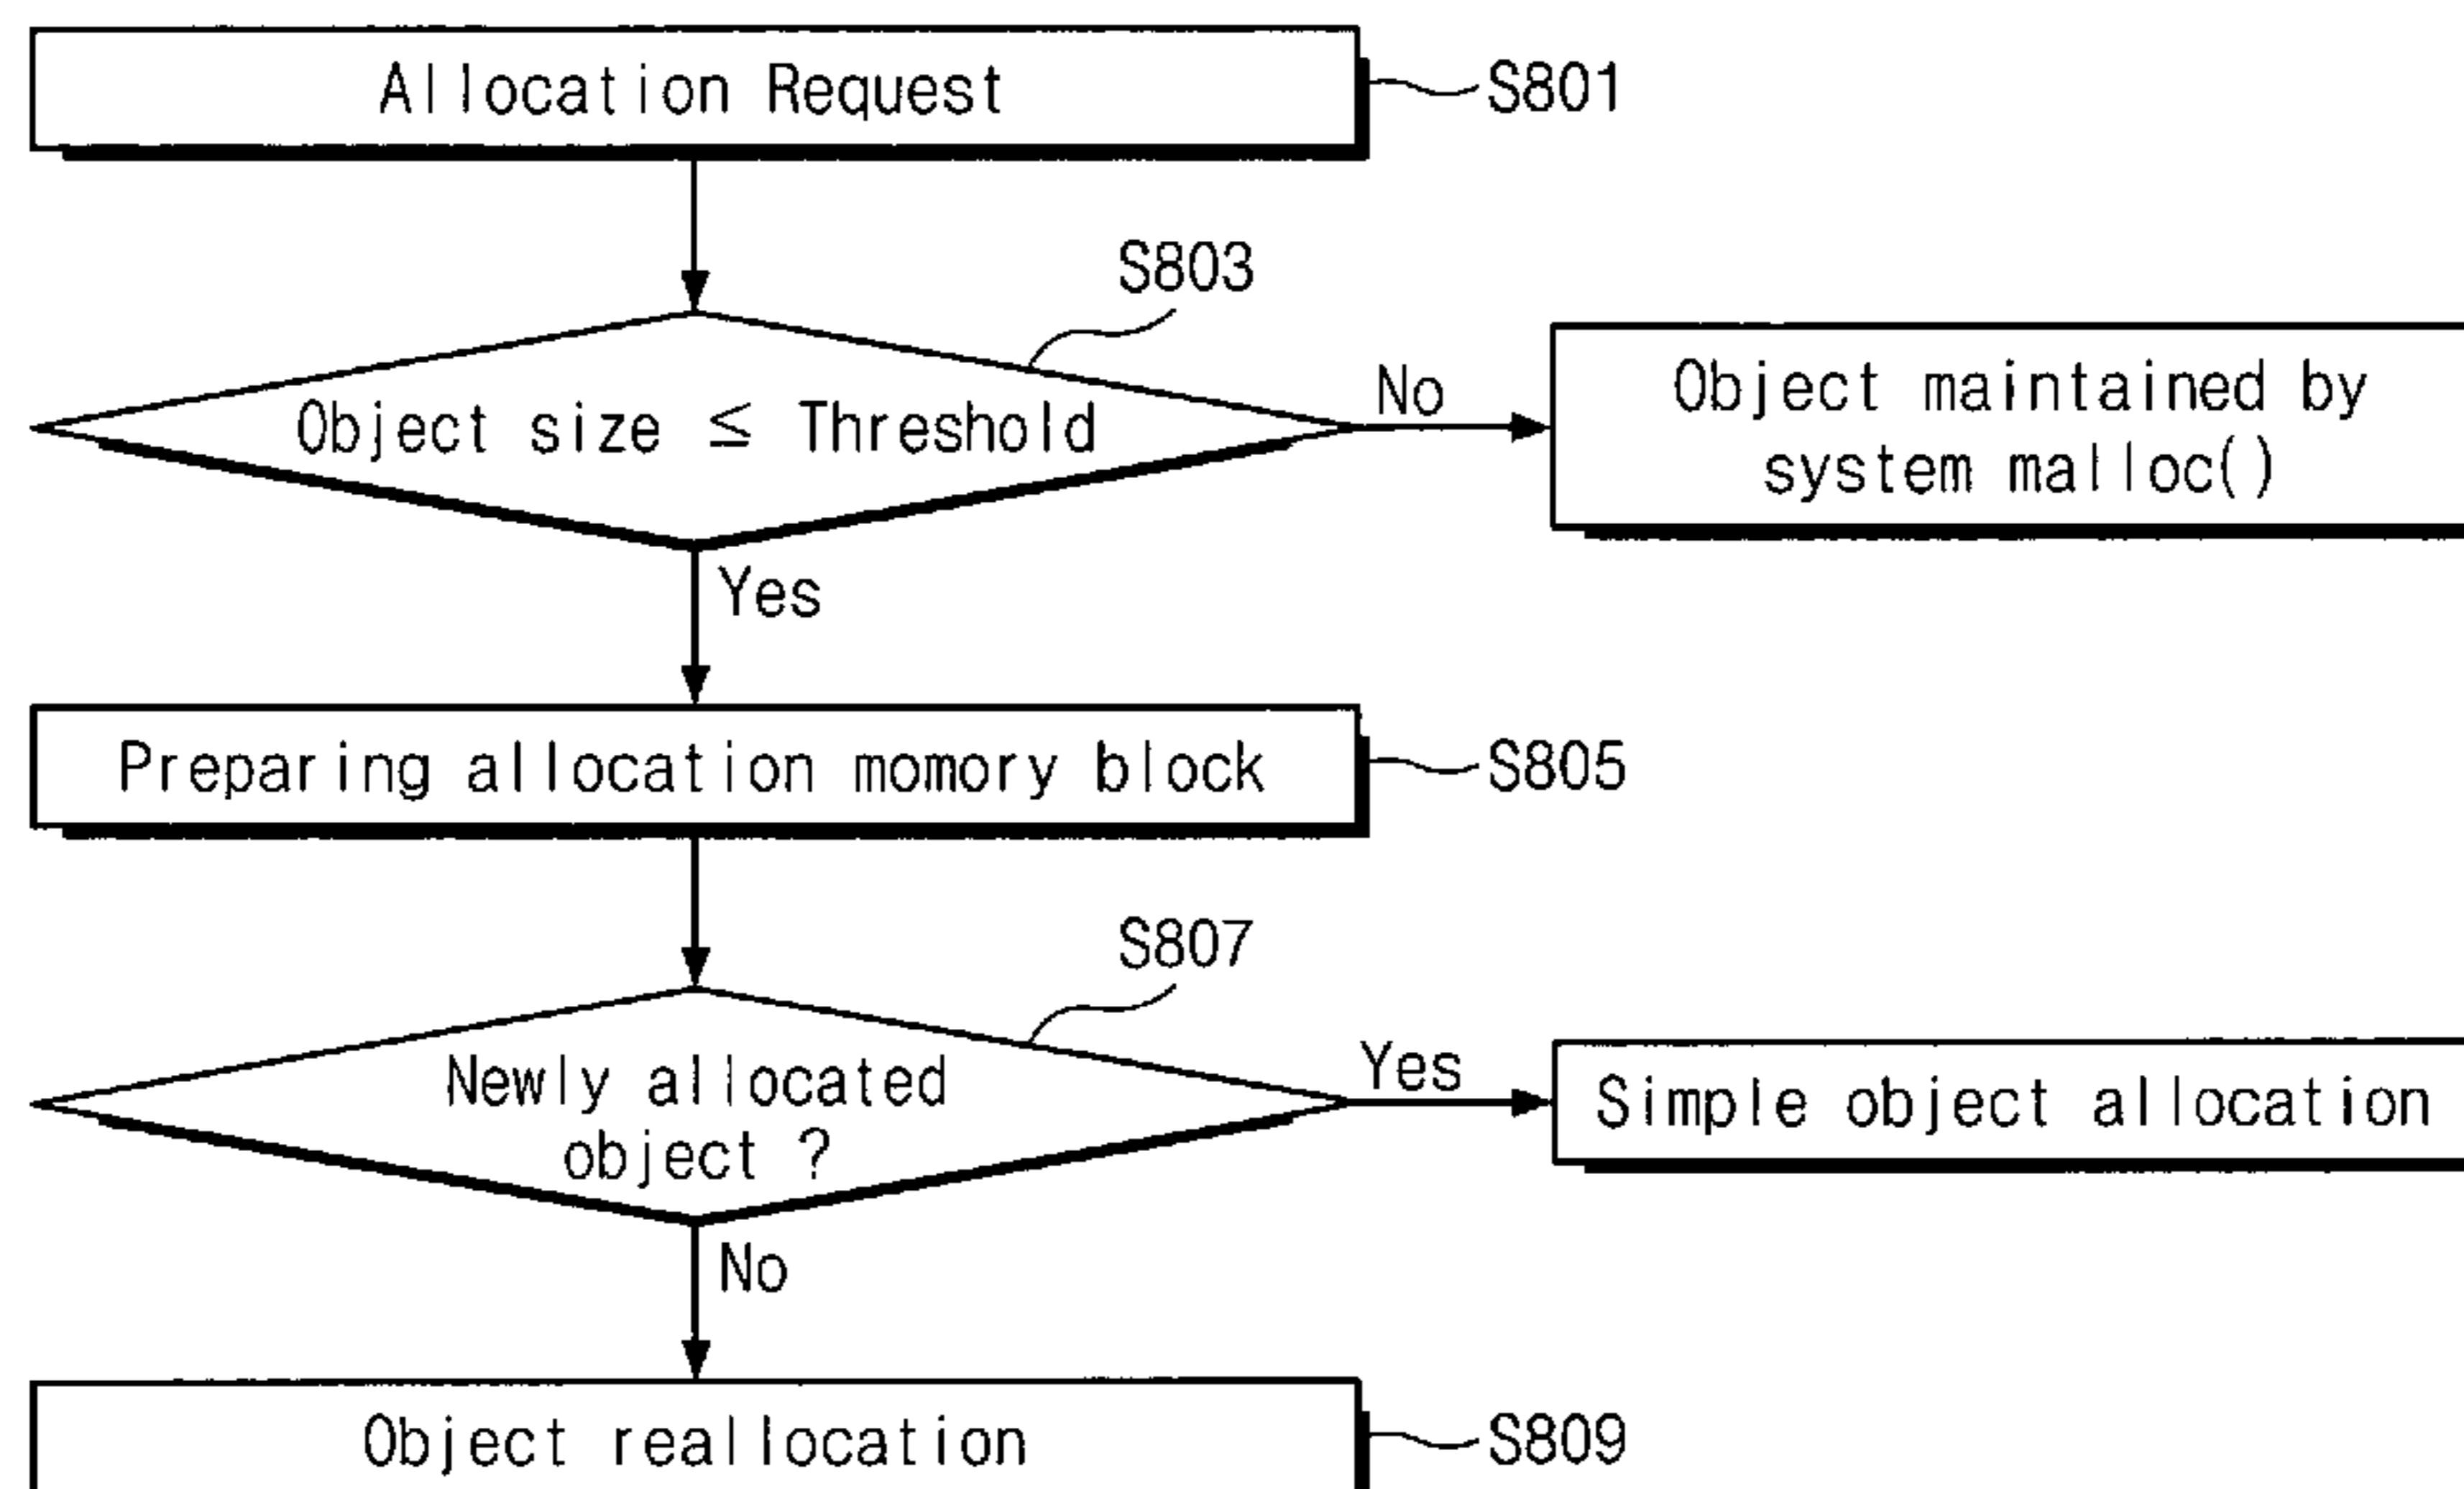 Allocation Request
S801
S803
Object size ≤ Threshold
No
Object maintained by
system malloc()
Yes
Preparing allocation momory block
S805
S807
Newly allocated
object ?
Yes
Simple object allocation
No
Object reallocation
S809